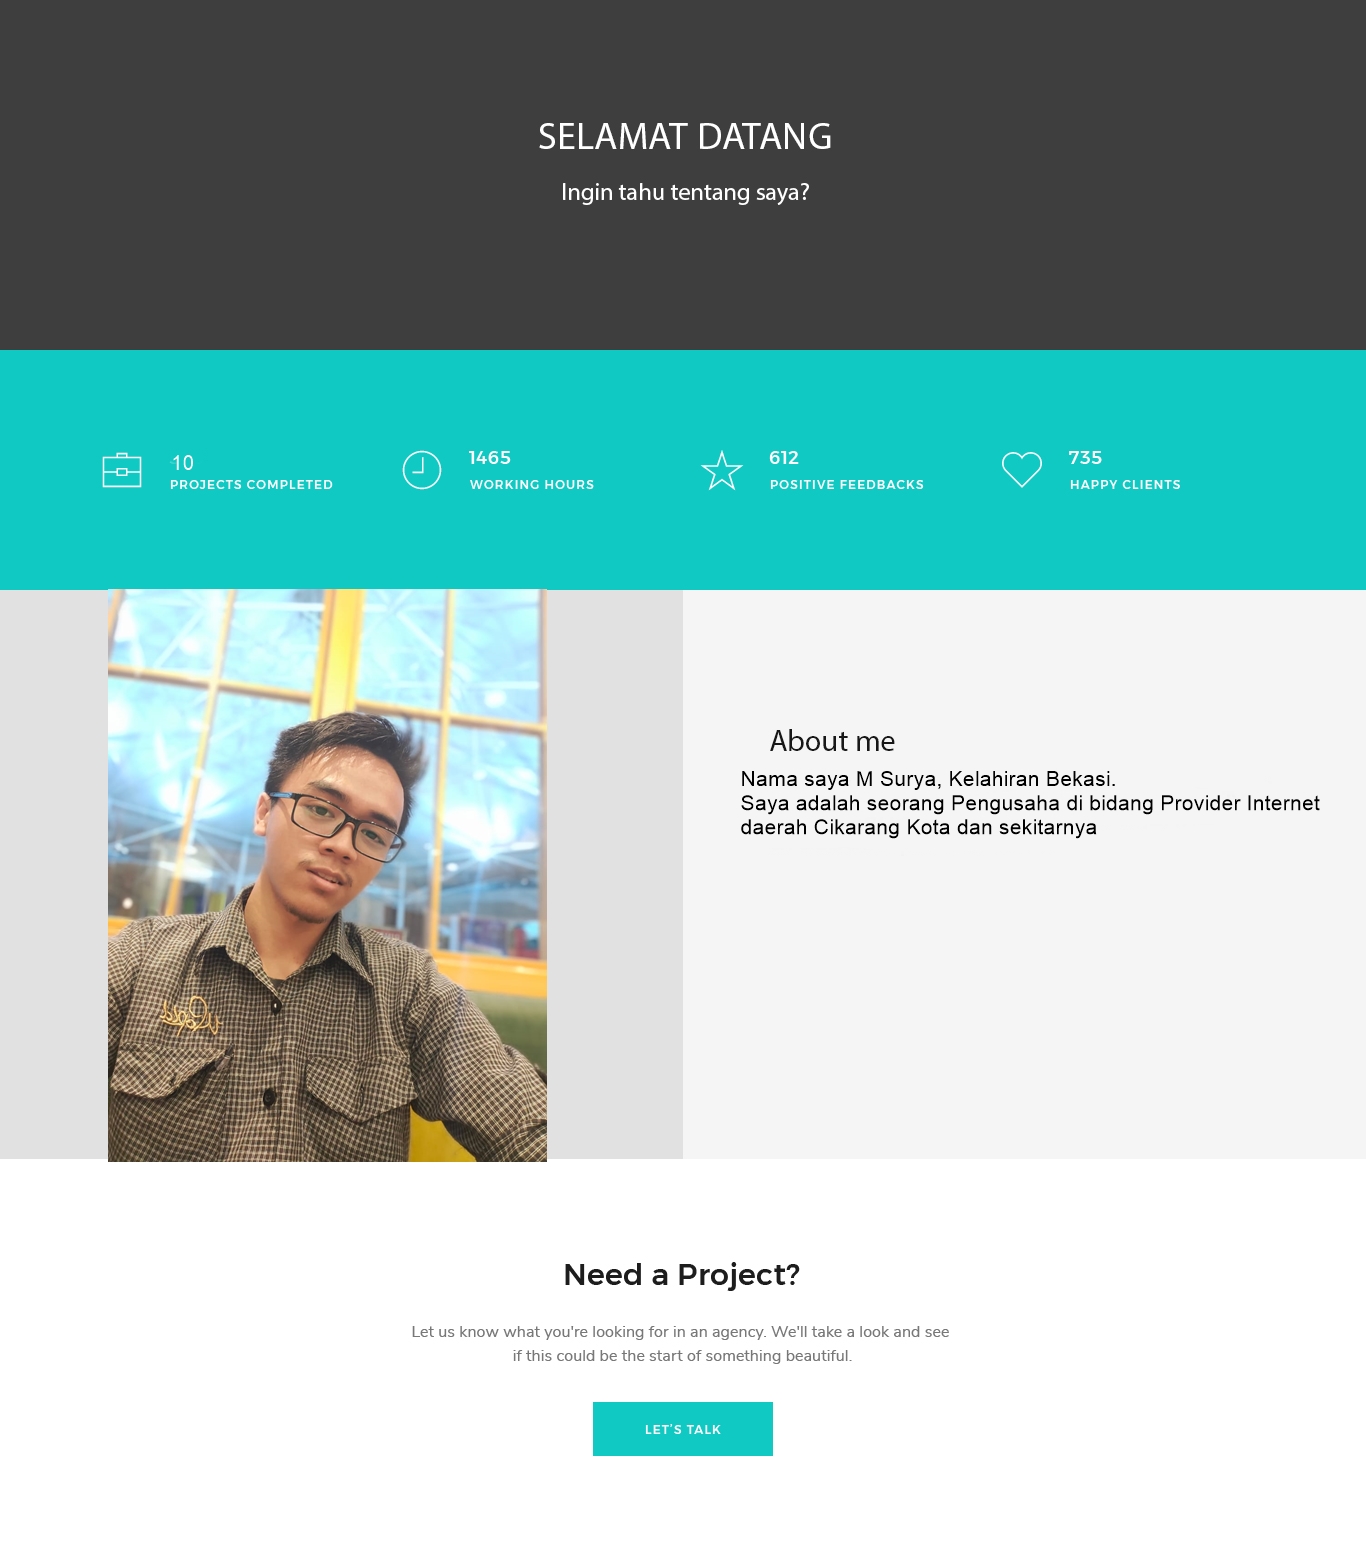 SELAMAT DATANG
Ingin tahu tentang saya?
10
PROJECTS COMPLETED
1465
WORKING HOURS
612
POSITIVE FEEDBACKS
735
HAPPY CLIENTS
About me
Nama saya M Surya, Kelahiran Bekasi.
Saya adalah seorang Pengusaha di bidang Provider Internet
daerah Cikarang Kota dan sekitarnya
Need a Project?
Let us know what you're looking for in an agency. We'll take a look and see
if this could be the start of something beautiful.
LET'S TALK